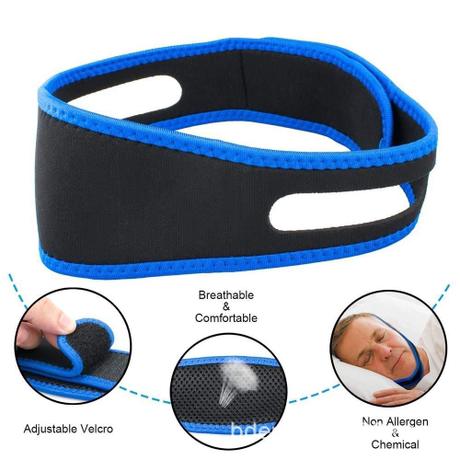 Breathable
&
Comfortable
Adjustable Velcro
Non Allergen
&
Chemical